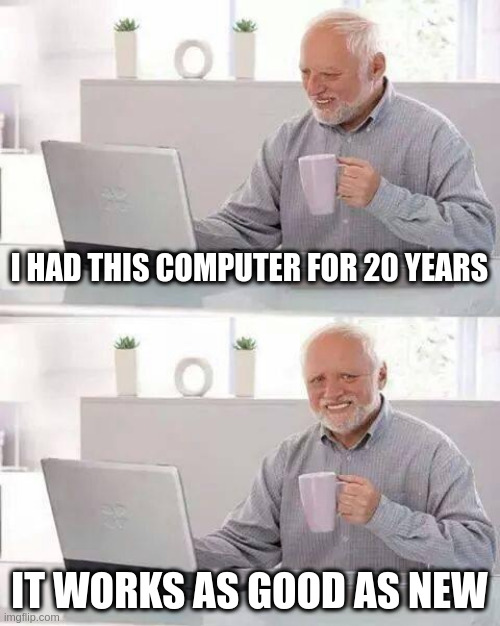 I HAD THIS COMPUTER FOR 20 YEARS
IT WORKS AS GOOD AS NEW
imgflip.com